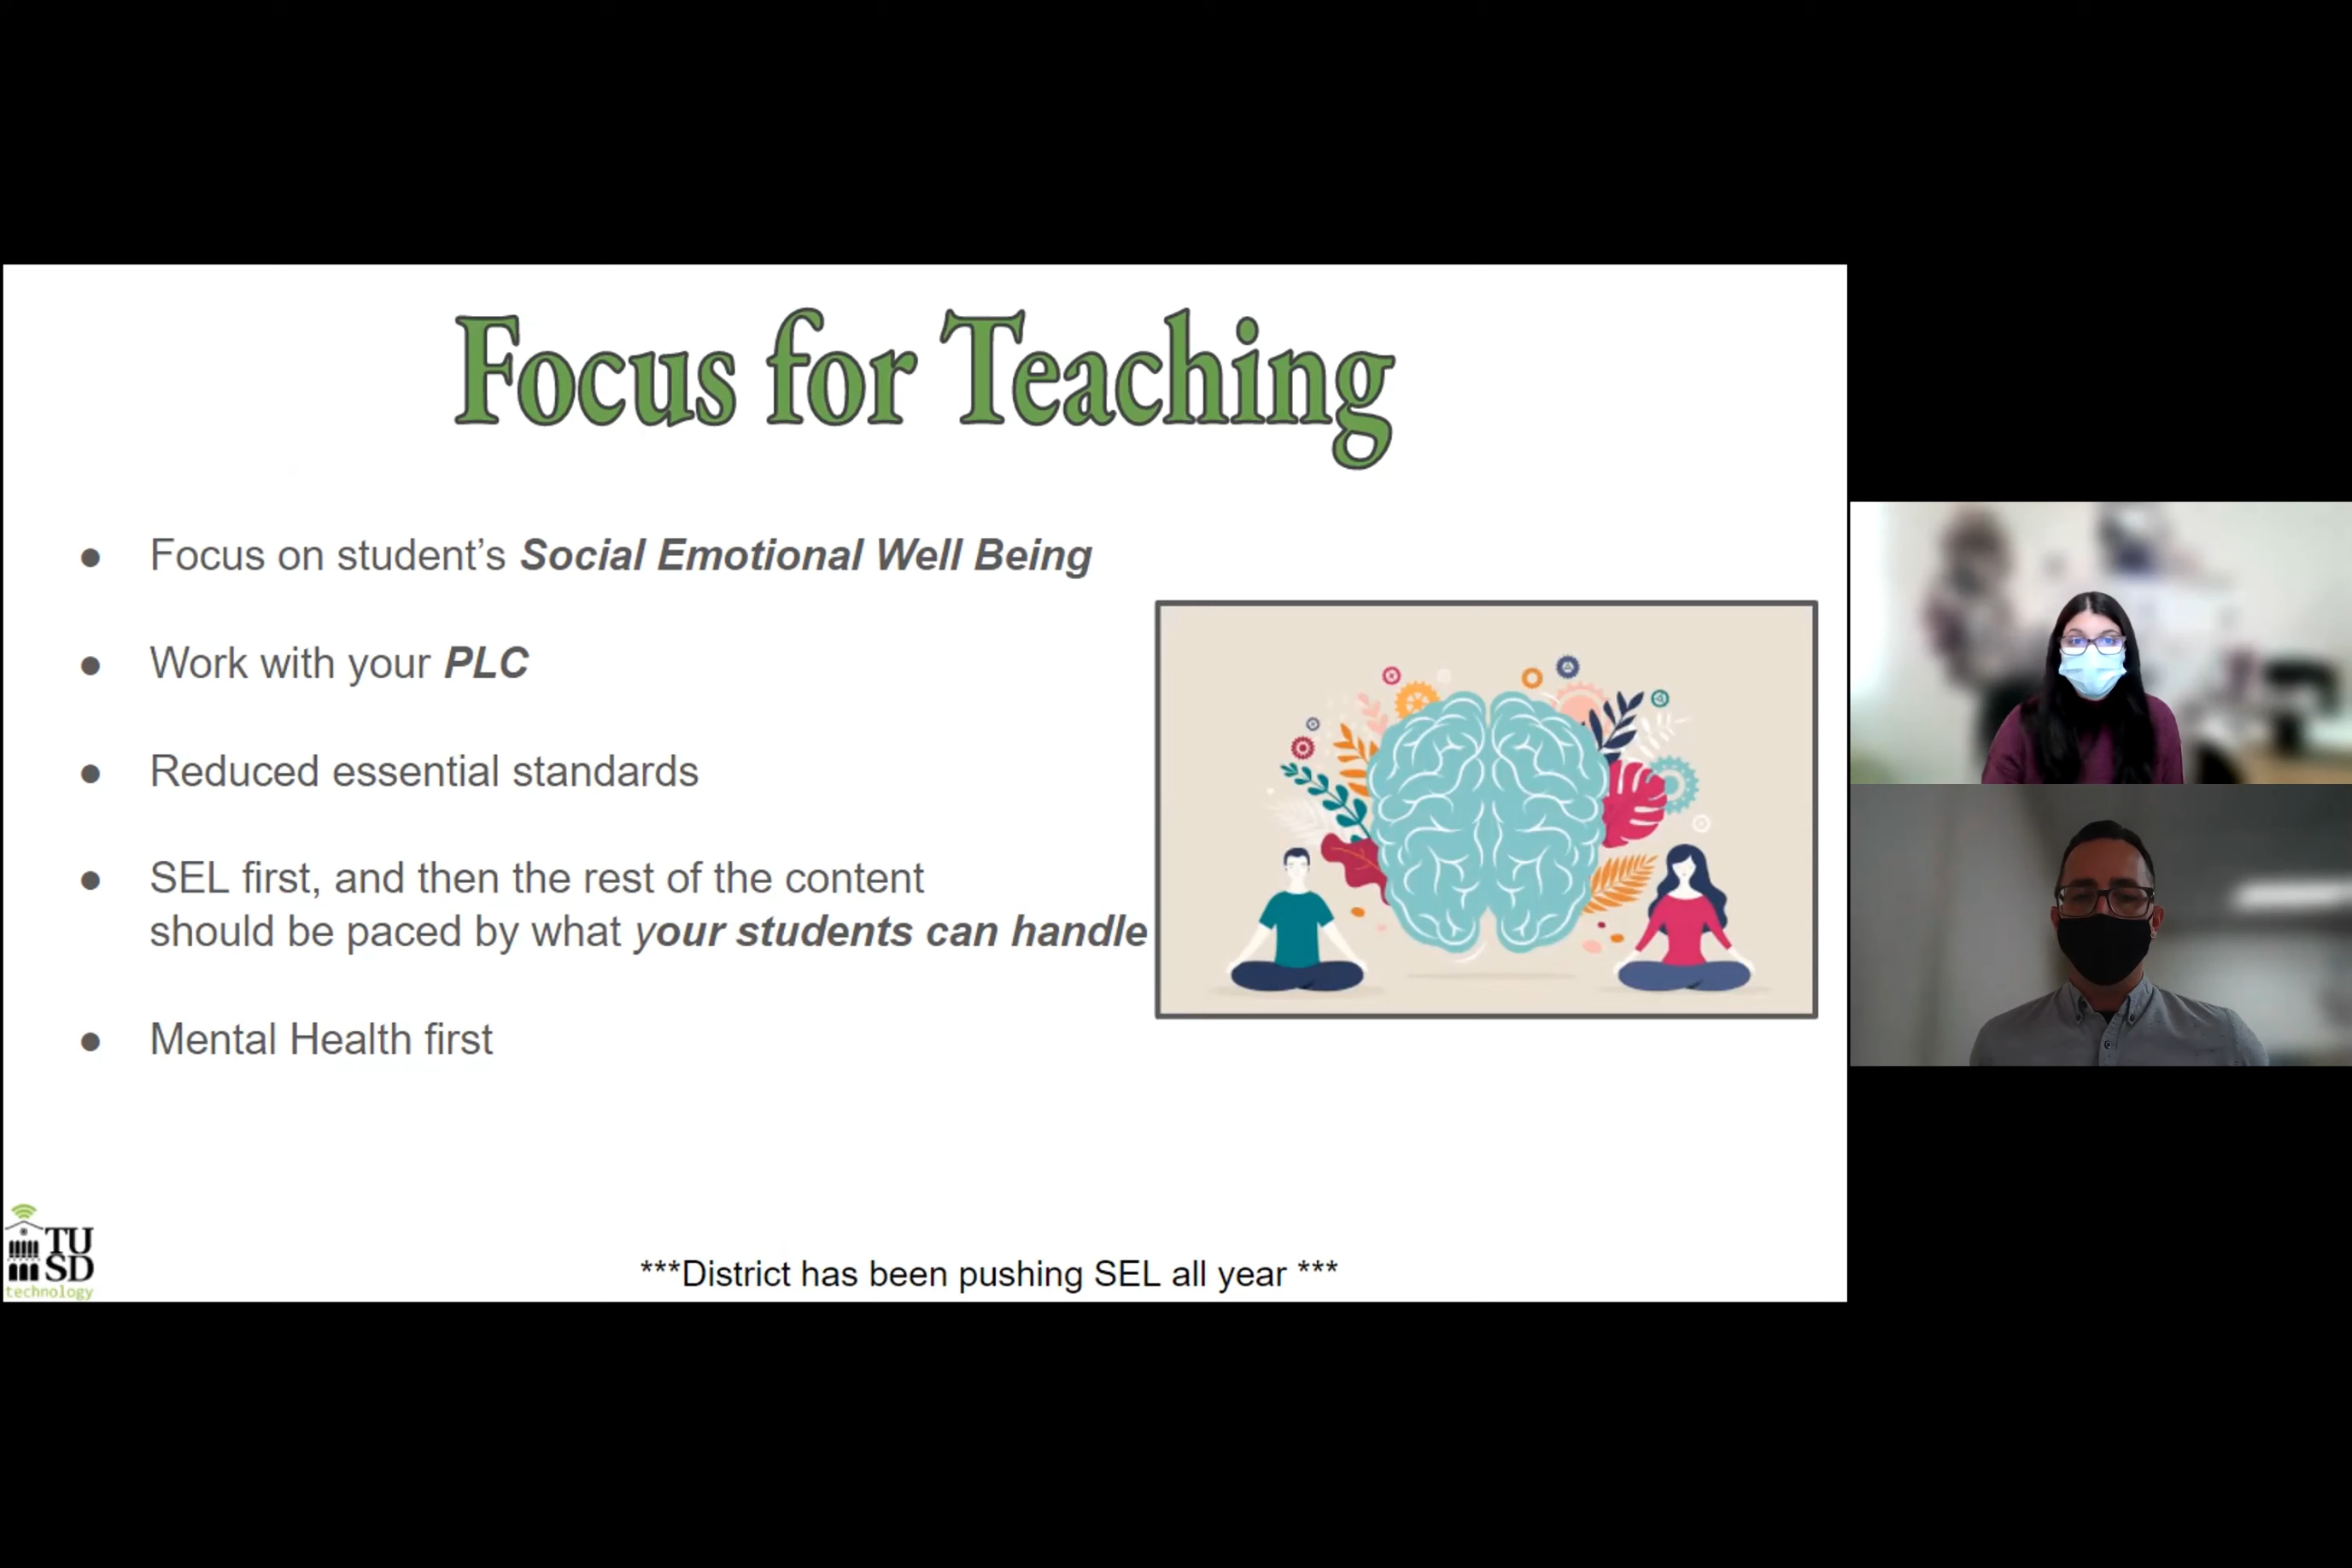 Focus for Teaching
● Focus on student’s Social Emotional Well Being
● Work with your PLC
● Reduced essential standards
● SEL first, and then the rest of the content
should be paced by what your students can handle
● Mental Health first
TU
SD
technology
***District has been pushing SEL all year ***